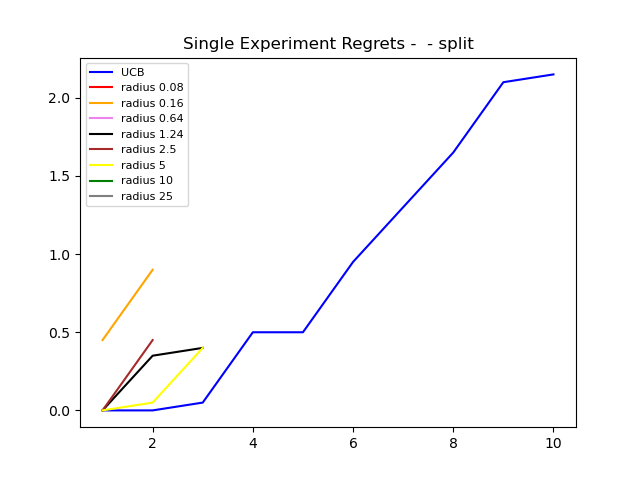 Single Experiment Regrets -  - split
UCB
radius 0.08
radius 0.16
radius 0.64
radius 1.24
radius 2.5
radius 5
radius 10
radius 25
2.0
1.5
1.0
0.5
0.0
2 4 6 8 10